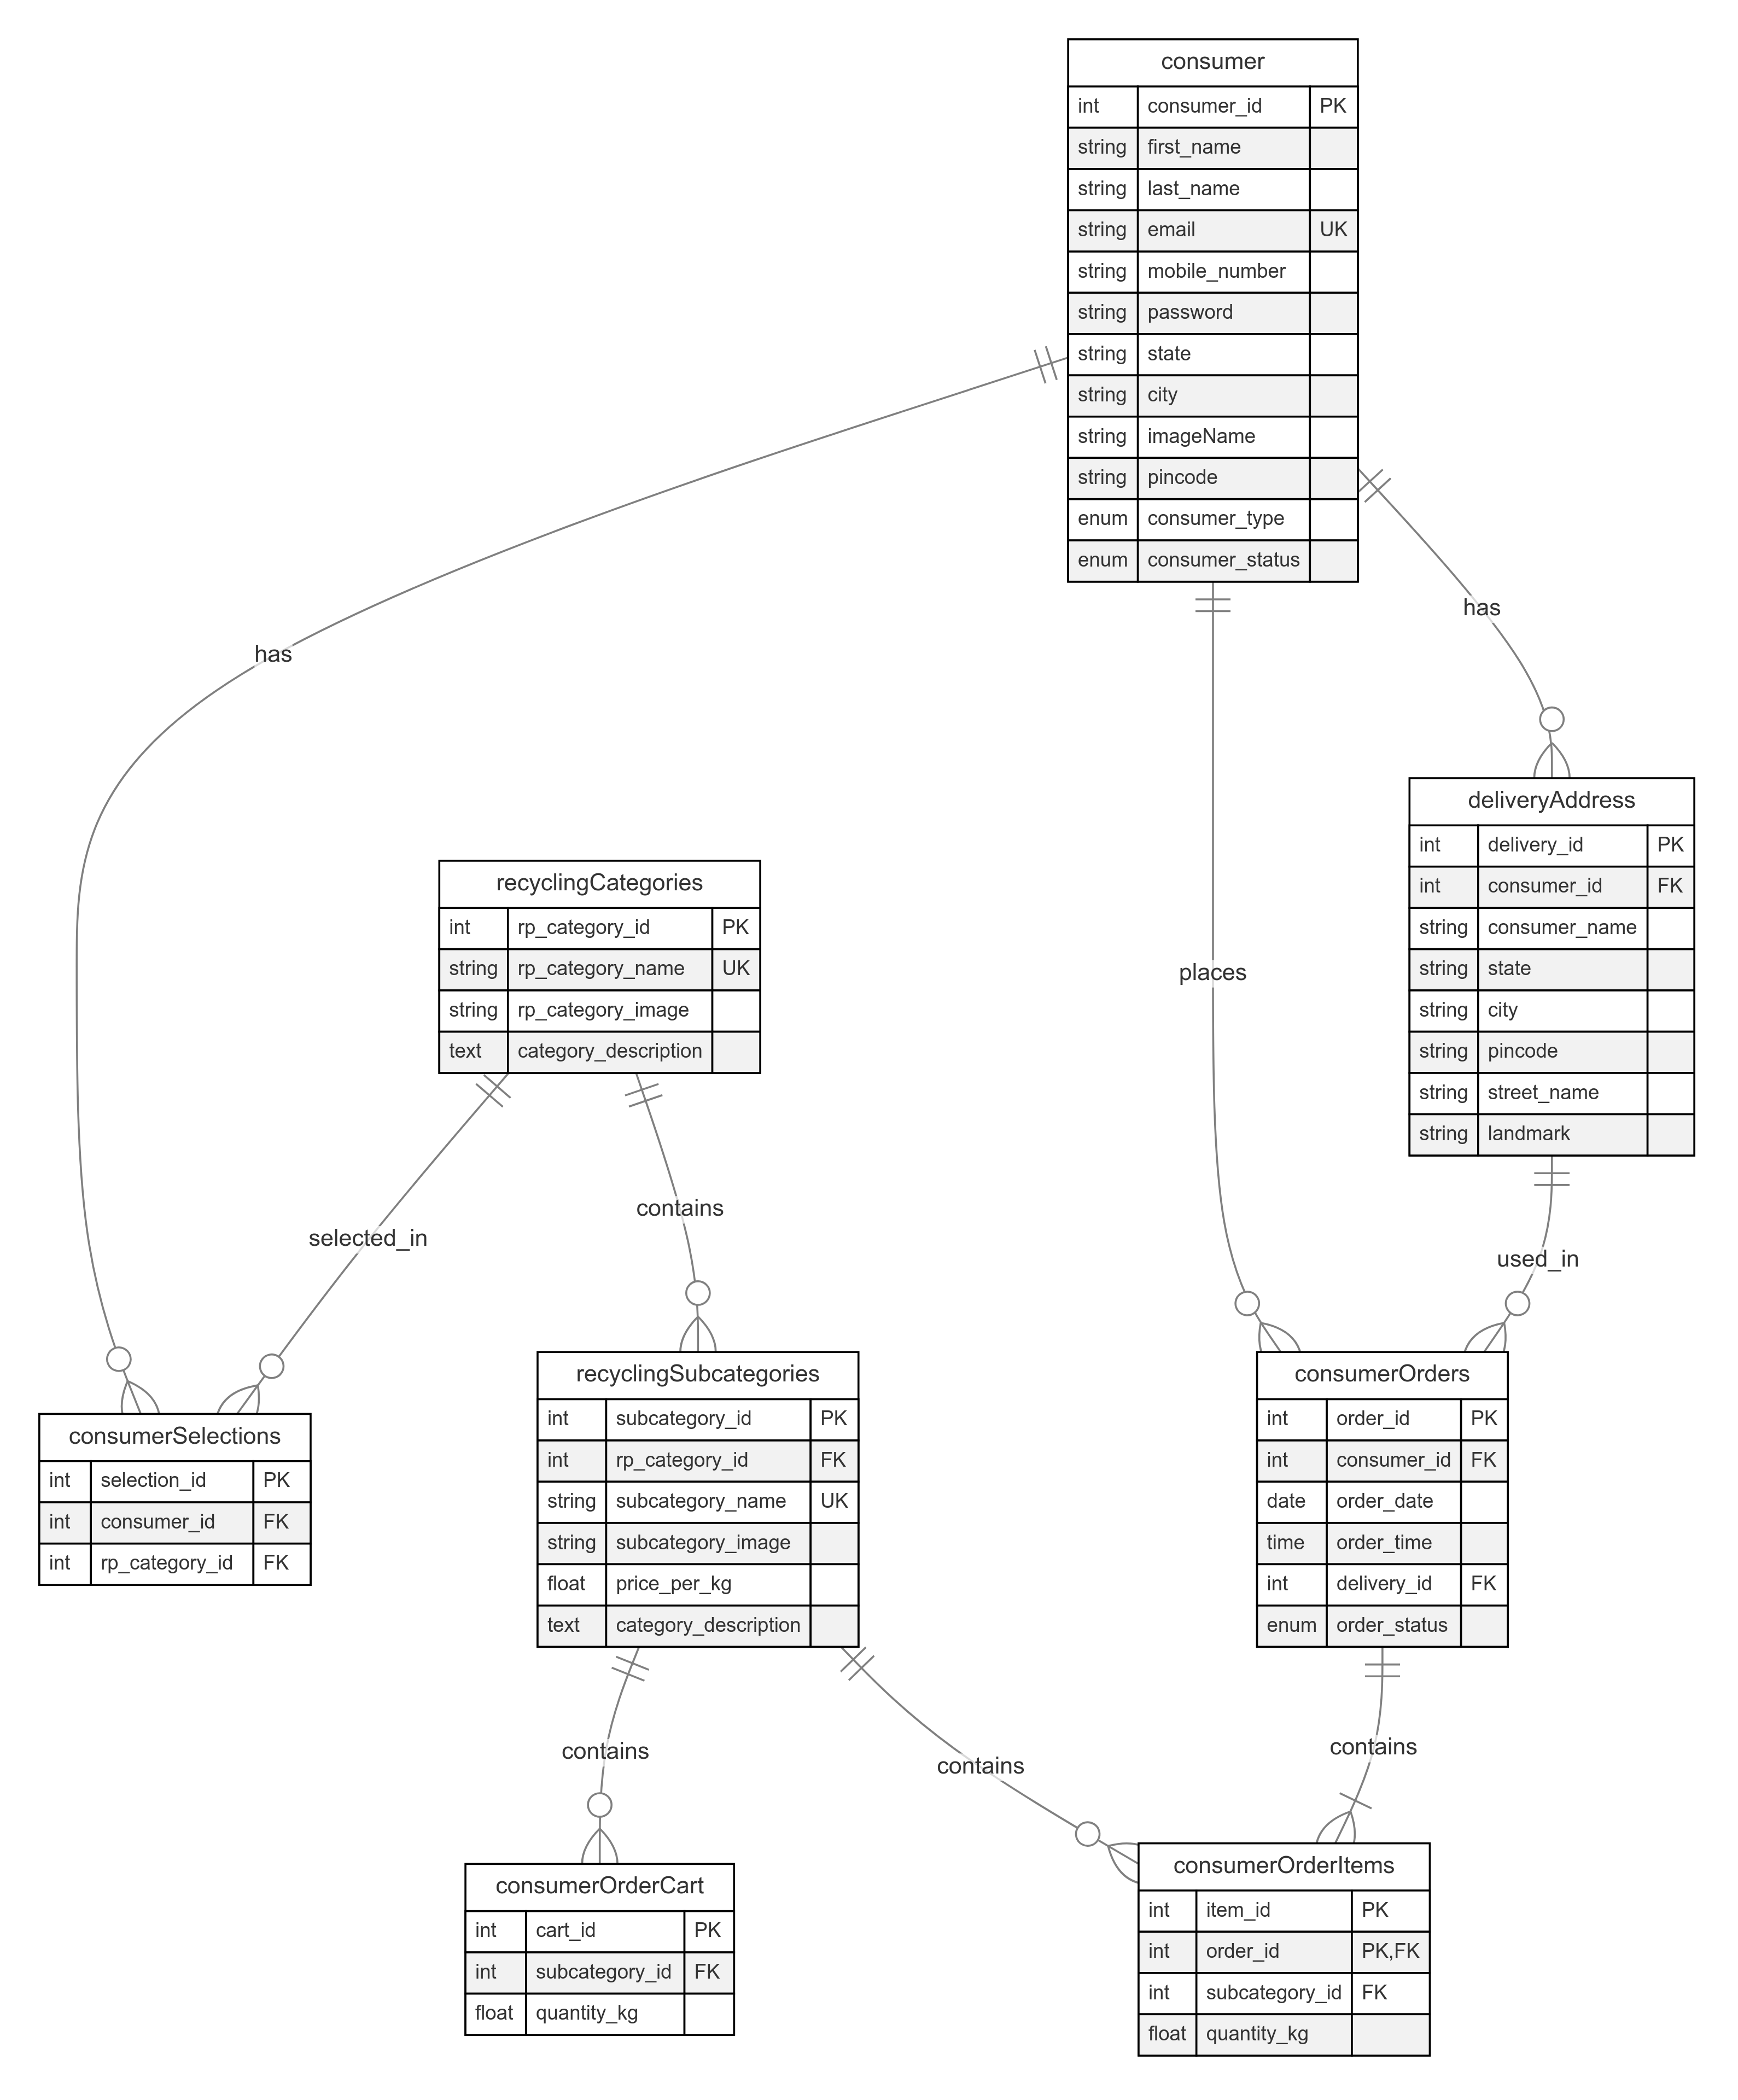 consumer
int consumer_id PK
string first_name
string last_name
string email UK
string mobile_number
string password
string state
string city
string imageName
string pincode
enum consumer_type
enum consumer_status
has
has
deliveryAddress
int delivery_id PK
int consumer_id FK
string consumer_name
string state
string city
string pincode
string street_name
string landmark
recyclingCategories
int rp_category_id PK
string rp_category_name UK
string rp_category_image
text category_description
places
selected_in
contains
used_in
consumerSelections
int selection_id PK
int consumer_id FK
int rp_category_id FK
recyclingSubcategories
int subcategory_id PK
int rp_category_id FK
string subcategory_name UK
string subcategory_image
float price_per_kg
text category_description
consumerOrders
int order_id PK
int consumer_id FK
date order_date
time order_time
int delivery_id FK
enum order_status
contains
contains
contains
consumerOrderCart
int cart_id PK
int subcategory_id FK
float quantity_kg
consumerOrderItems
int item_id PK
int order_id PK,FK
int subcategory_id FK
float quantity_kg